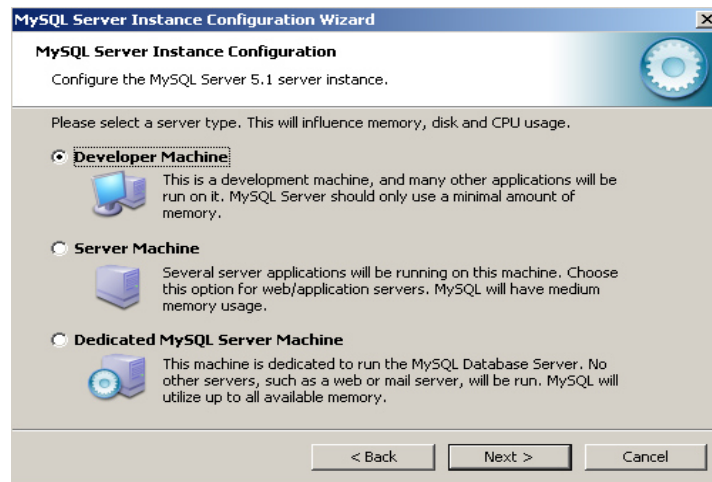 MySQL Server Instance Configuration Wizard
MySQL Server Instance Configuration
Configure the MySQL Server 5.1 server instance.
Please select a server type. This will influence memory, disk and CPU usage.
Developer Machine
This is a development machine, and many other applications will be
run on it. MySQL Server should only use a minimal amount of
memory.
Server Machine
Several server applications will be running on this machine. Choose
this option for web/application servers. MySQL will have medium
memory usage.
Dedicated MySQL Server Machine
This machine is dedicated to run the MySQL Database Server. No
other servers, such as a web or mail server, will be run. MySQL will
utilize up to all available memory.
< Back Next > Cancel